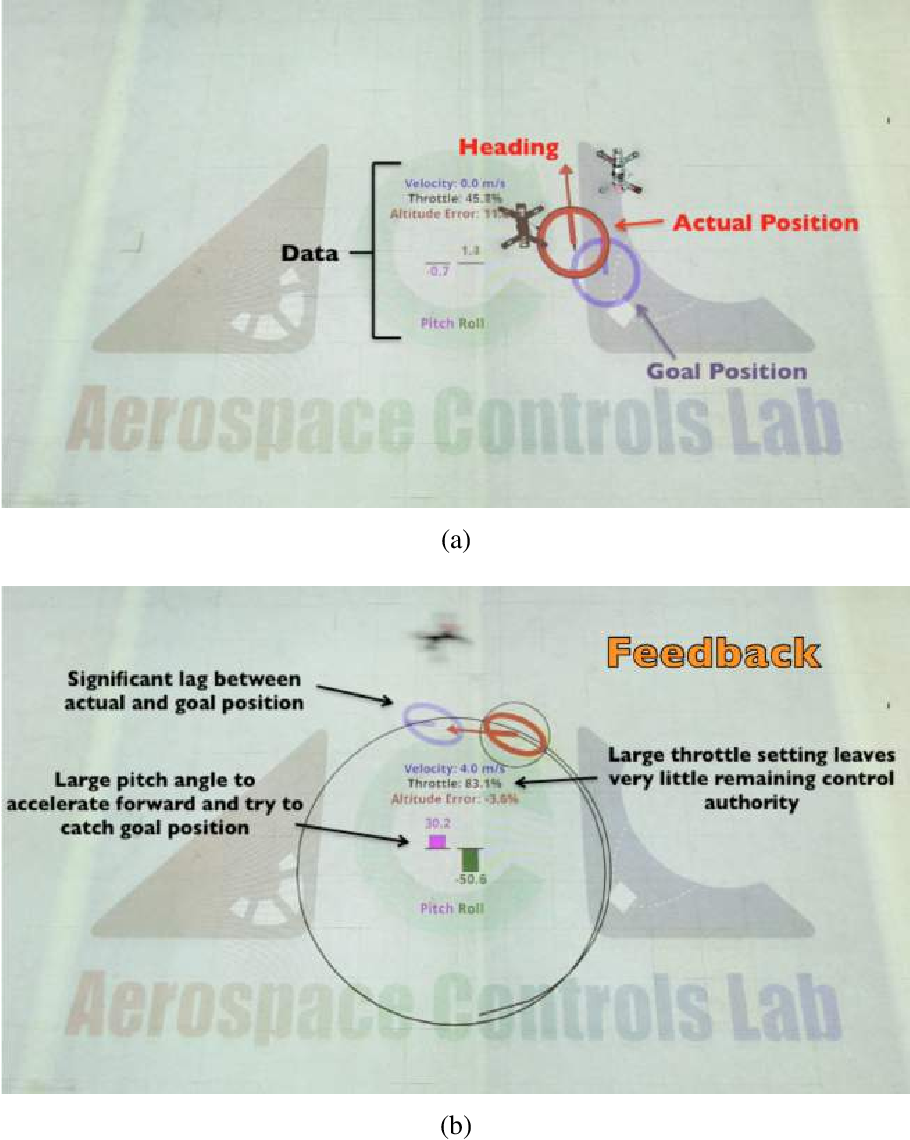 Heading
Velocity: 0.0 m/s
Throttle: 45.3%
Altitude Error: 11.
Actual Position
Data
1.3
-0.7
Pitch Roll
Goal Position
Aerospace Controls Lab
(a)
Feedback
Significant lag between
actual and goal position
Velocity: 4.0 m/s
Throttle: 83.1%
Altitude Error: -3.6%
Large throttle setting leaves
very little remaining control
authority
Large pitch angle to
accelerate forward and try to
catch goal position
30.2
-50.6
Pitch Roll
Aerospace Controls Lab
(b)